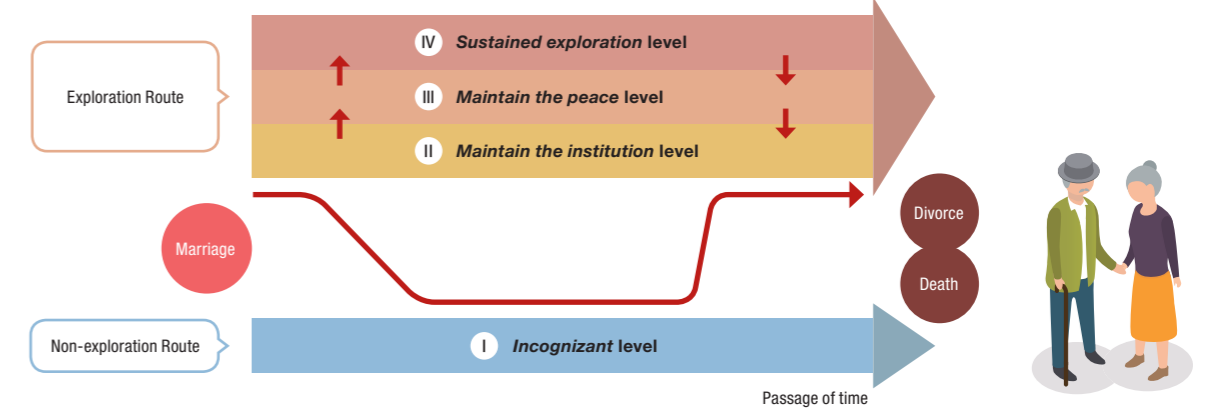 Exploration Route
IV Sustained exploration level
III Maintain the peace level
II Maintain the institution level
Marriage
Divorce
Death
Non-exploration Route
I Incognizant level
Passage of time